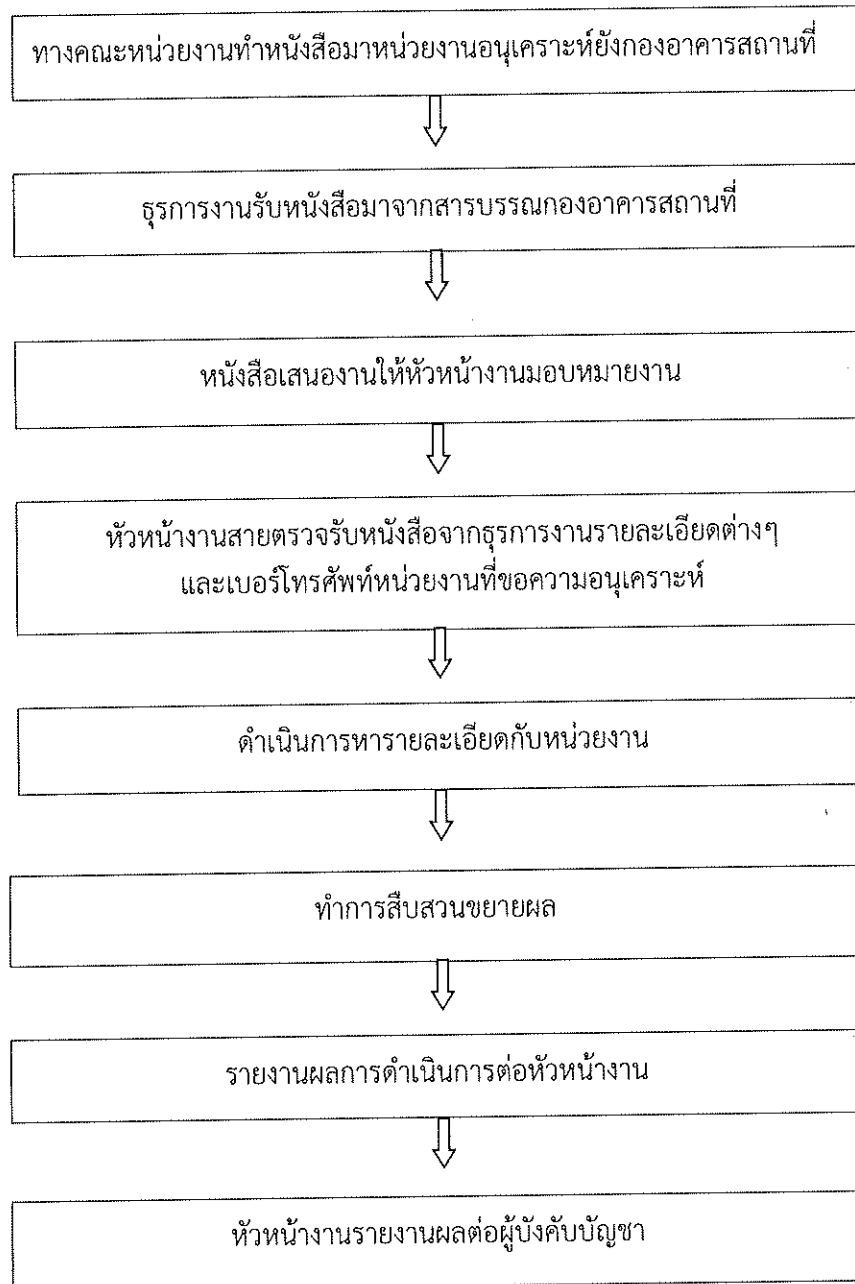 ทางคณะหน่วยงานทำหนังสือมาหน่วยงานอนุเคราะห์ยังกองอาคารสถานที่
ธุรการงานรับหนังสือมาจากสารบรรณกองอาคารสถานที่
หนังสือเสนองานให้หัวหน้างานมอบหมายงาน
หัวหน้างานสายตรวจรับหนังสือจากธุรการงานรายละเอียดต่างๆ
และเบอร์โทรศัพท์หน่วยงานที่ขอความอนุเคราะห์
ดำเนินการหารายละเอียดกับหน่วยงาน
ทำการสืบสวนขยายผล
รายงานผลการดำเนินการต่อหัวหน้างาน
หัวหน้างานรายงานผลต่อผู้บังคับบัญชา